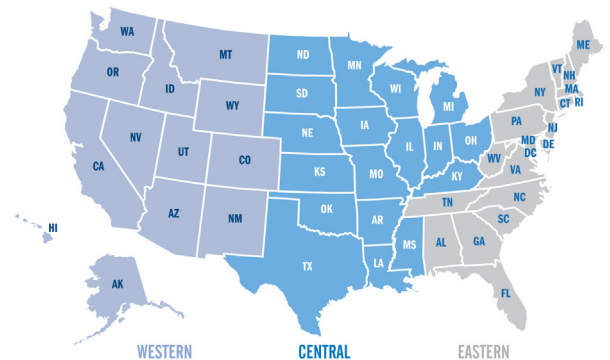 WA
MT
ND
MN
ME
VT
NH
OR
ID
SD
WI
MI
NY
MA
CT
RI
WY
NV
UT
CO
NE
IA
IL
IN
OH
PA
NJ
MD
DE
DC
CA
KS
MO
KY
WV
VA
HI
AZ
NM
OK
AR
TN
NC
SC
TX
LA
MS
AL
GA
AK
FL
WESTERN
CENTRAL
EASTERN